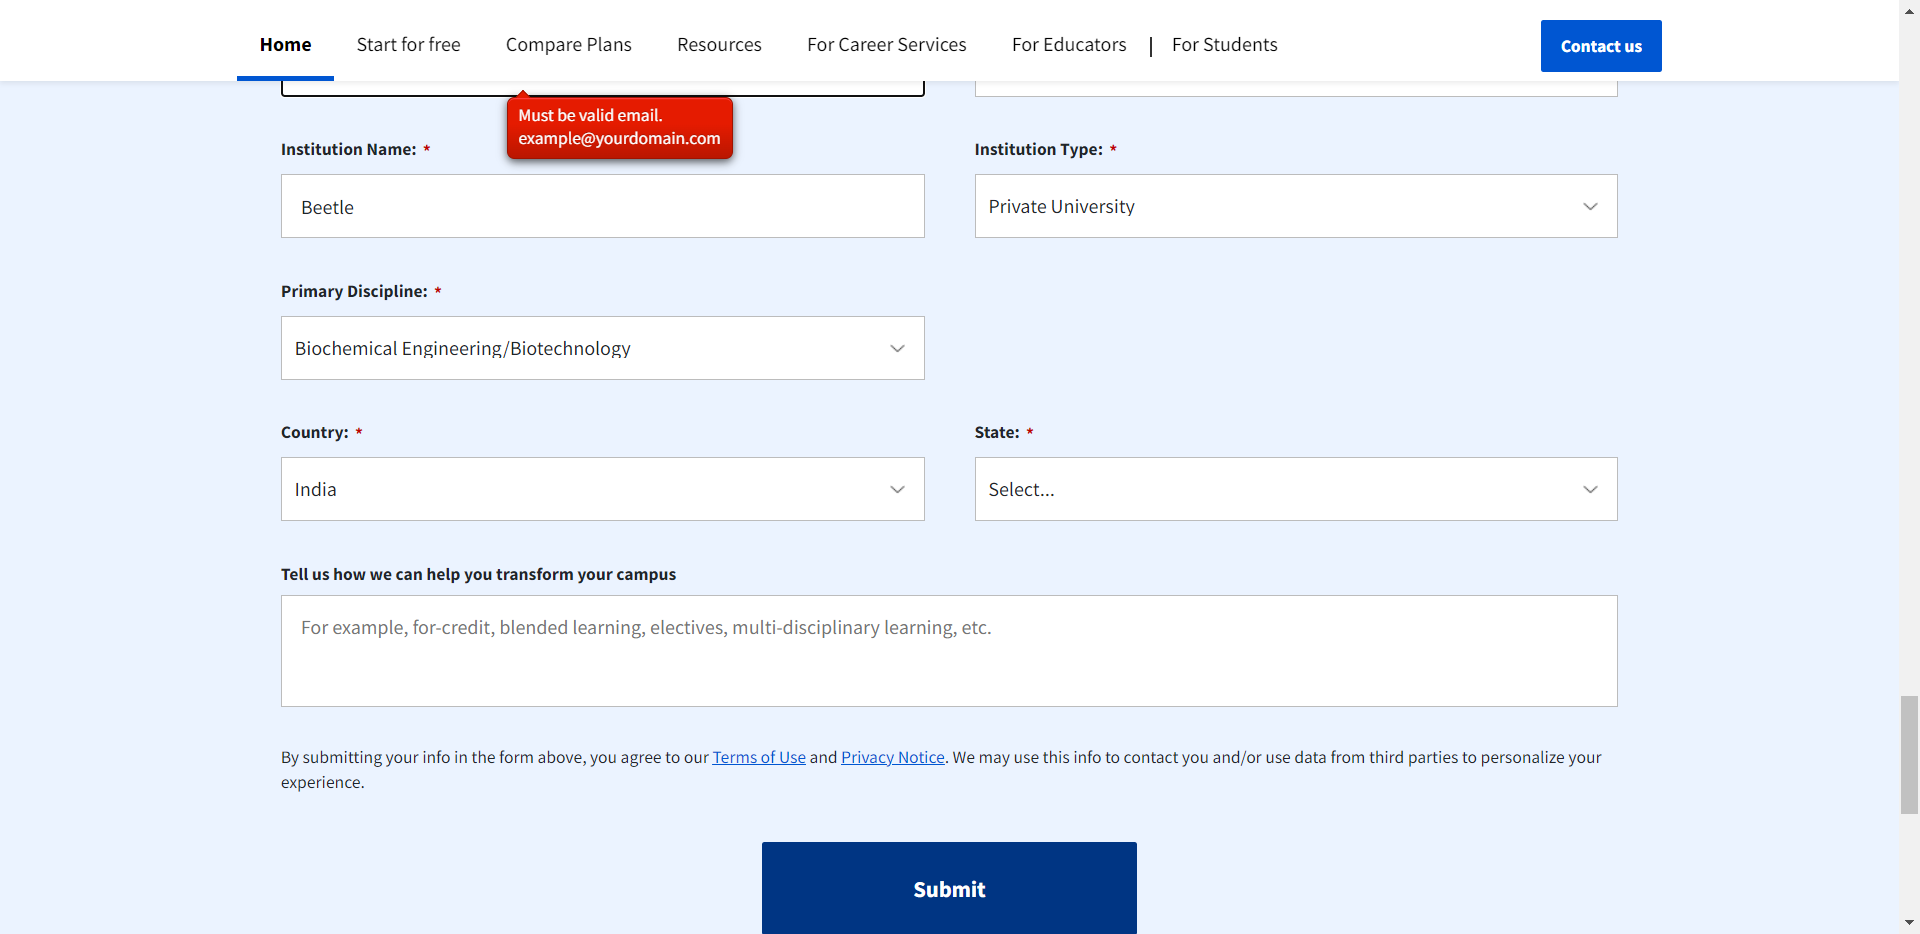 Home
Start for free
Compare Plans
Resources
For Career Services
For Educators
|
For Students
Contact us
Must be valid email.
example@yourdomain.com
Institution Name: *
Institution Type: *
Beetle
Private University
Primary Discipline: *
Biochemical Engineering/Biotechnology
Country: *
State: *
India
Select...
Tell us how we can help you transform your campus
For example, for-credit, blended learning, electives, multi-disciplinary learning, etc.
By submitting your info in the form above, you agree to our Terms of Use and Privacy Notice. We may use this info to contact you and/or use data from third parties to personalize your
experience.
Submit